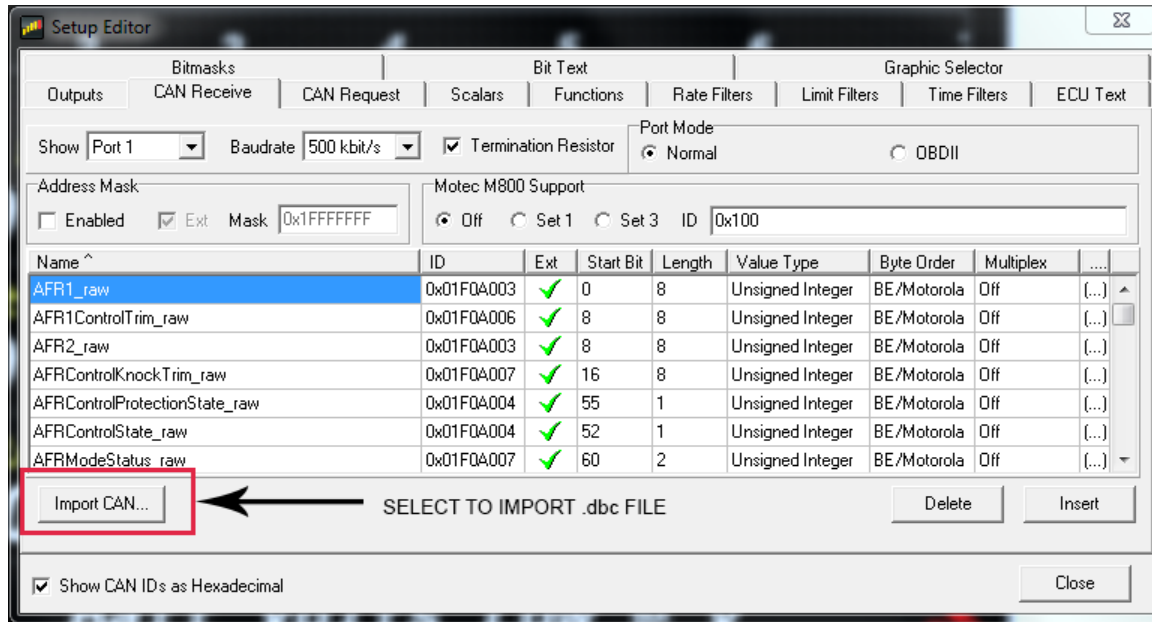 Setup Editor
Bitmasks Bit Text Graphic Selector
Outputs CAN Receive CAN Request Scalars Functions Rate Filters Limit Filters Time Filters ECU Text
Show Port 1 Baudrate 500 kbit/s Termination Resistor
Port Mode
Normal OBDII
Address Mask
Enabled Ext Mask 0x1FFFFFFF
Motec M800 Support
Off Set 1 Set 3 ID 0x100
Name ^ ID Ext Start Bit Length Value Type Byte Order Multiplex ....
AFR1_raw 0x01F0A003 0 8 Unsigned Integer BE/Motorola Off (...)
AFR1ControlTrim_raw 0x01F0A006 8 8 Unsigned Integer BE/Motorola Off (...)
AFR2_raw 0x01F0A003 8 8 Unsigned Integer BE/Motorola Off (...)
AFRControlKnockTrim_raw 0x01F0A007 16 8 Unsigned Integer BE/Motorola Off (...)
AFRControlProtectionState_raw 0x01F0A004 55 1 Unsigned Integer BE/Motorola Off (...)
AFRControlState_raw 0x01F0A004 52 1 Unsigned Integer BE/Motorola Off (...)
AFRModeStatus_raw 0x01F0A007 60 2 Unsigned Integer BE/Motorola Off (...)
Import CAN... SELECT TO IMPORT .dbc FILE Delete Insert
Show CAN IDs as Hexadecimal Close